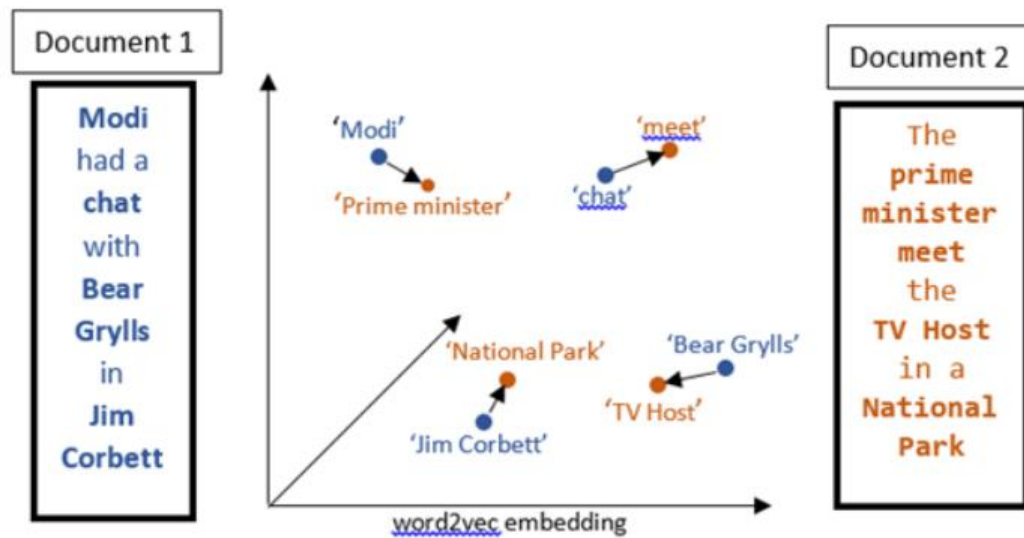 Document 1
Modi
had a
chat
with
Bear
Grylls
in
Jim
Corbett
‘Modi’
‘Prime minister’
‘meet’
‘chat’
‘National Park’
‘Jim Corbett’
‘Bear Grylls’
‘TV Host’
word2vec embedding
Document 2
The
prime
minister
meet
the
TV Host
in a
National
Park